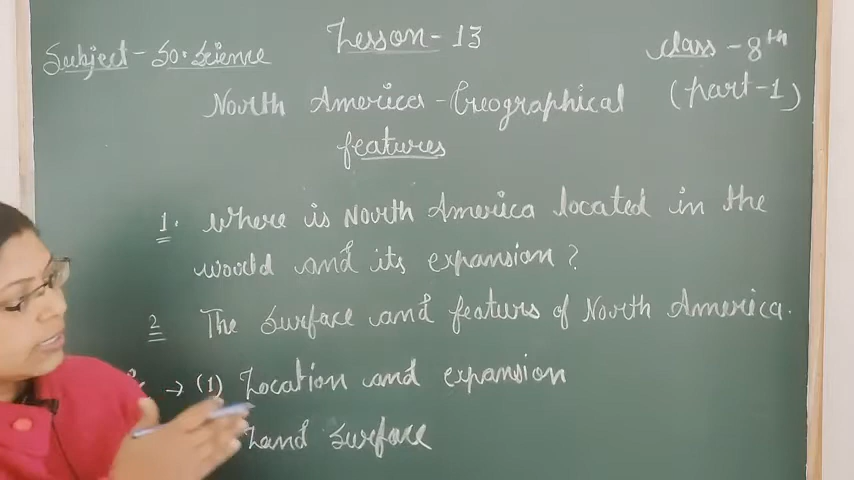 Subject - So. Science
Lesson - 13
class - 8th
North America - Geographical
(part-1)
features
1. Where is North America located in the
world and its expansion?
2 The surface and featurs of North America.
→ (1) Location and expansion
Land surface